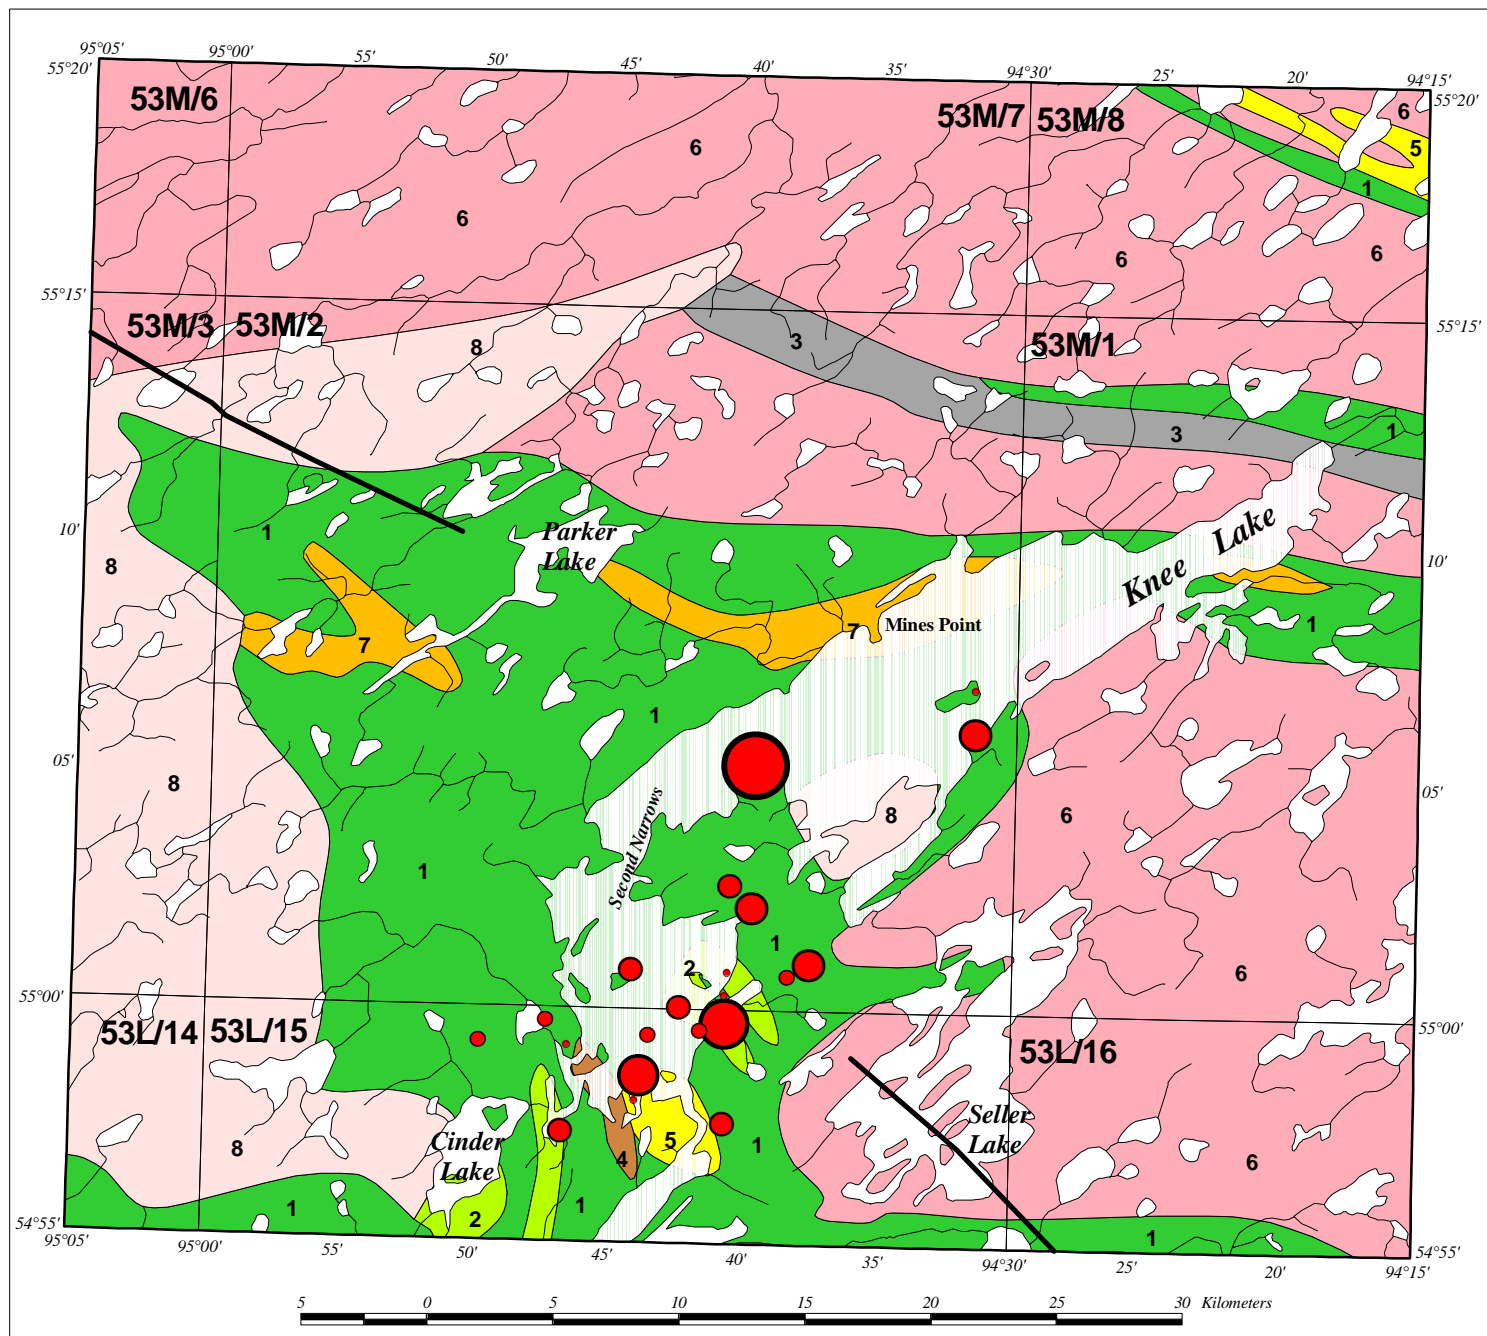 95°05' 95°00' 55' 50' 45' 40' 35' 94°30' 25' 20' 94°15'
55°20' 55°20'
53M/6 53M/7 53M/8
6
6
5
1
6
6
6
6
55°15' 55°15'
53M/3 53M/2 53M/1
8
3
3
1
10' 10'
1
Parker
Lake
Knee Lake
8
7
7
Mines Point
1
1
05' 05'
8
8
6
Second Narrows
1
1
2
6
55°00' 55°00'
53L/14 53L/15 53L/16
Seller
Lake
Cinder
Lake
8
5
4
1
6
6
1
2
1
1
54°55' 54°55'
95°05' 95°00' 55' 50' 45' 40' 35' 94°30' 25' 20' 94°15'
5 0 5 10 15 20 25 30 Kilometers